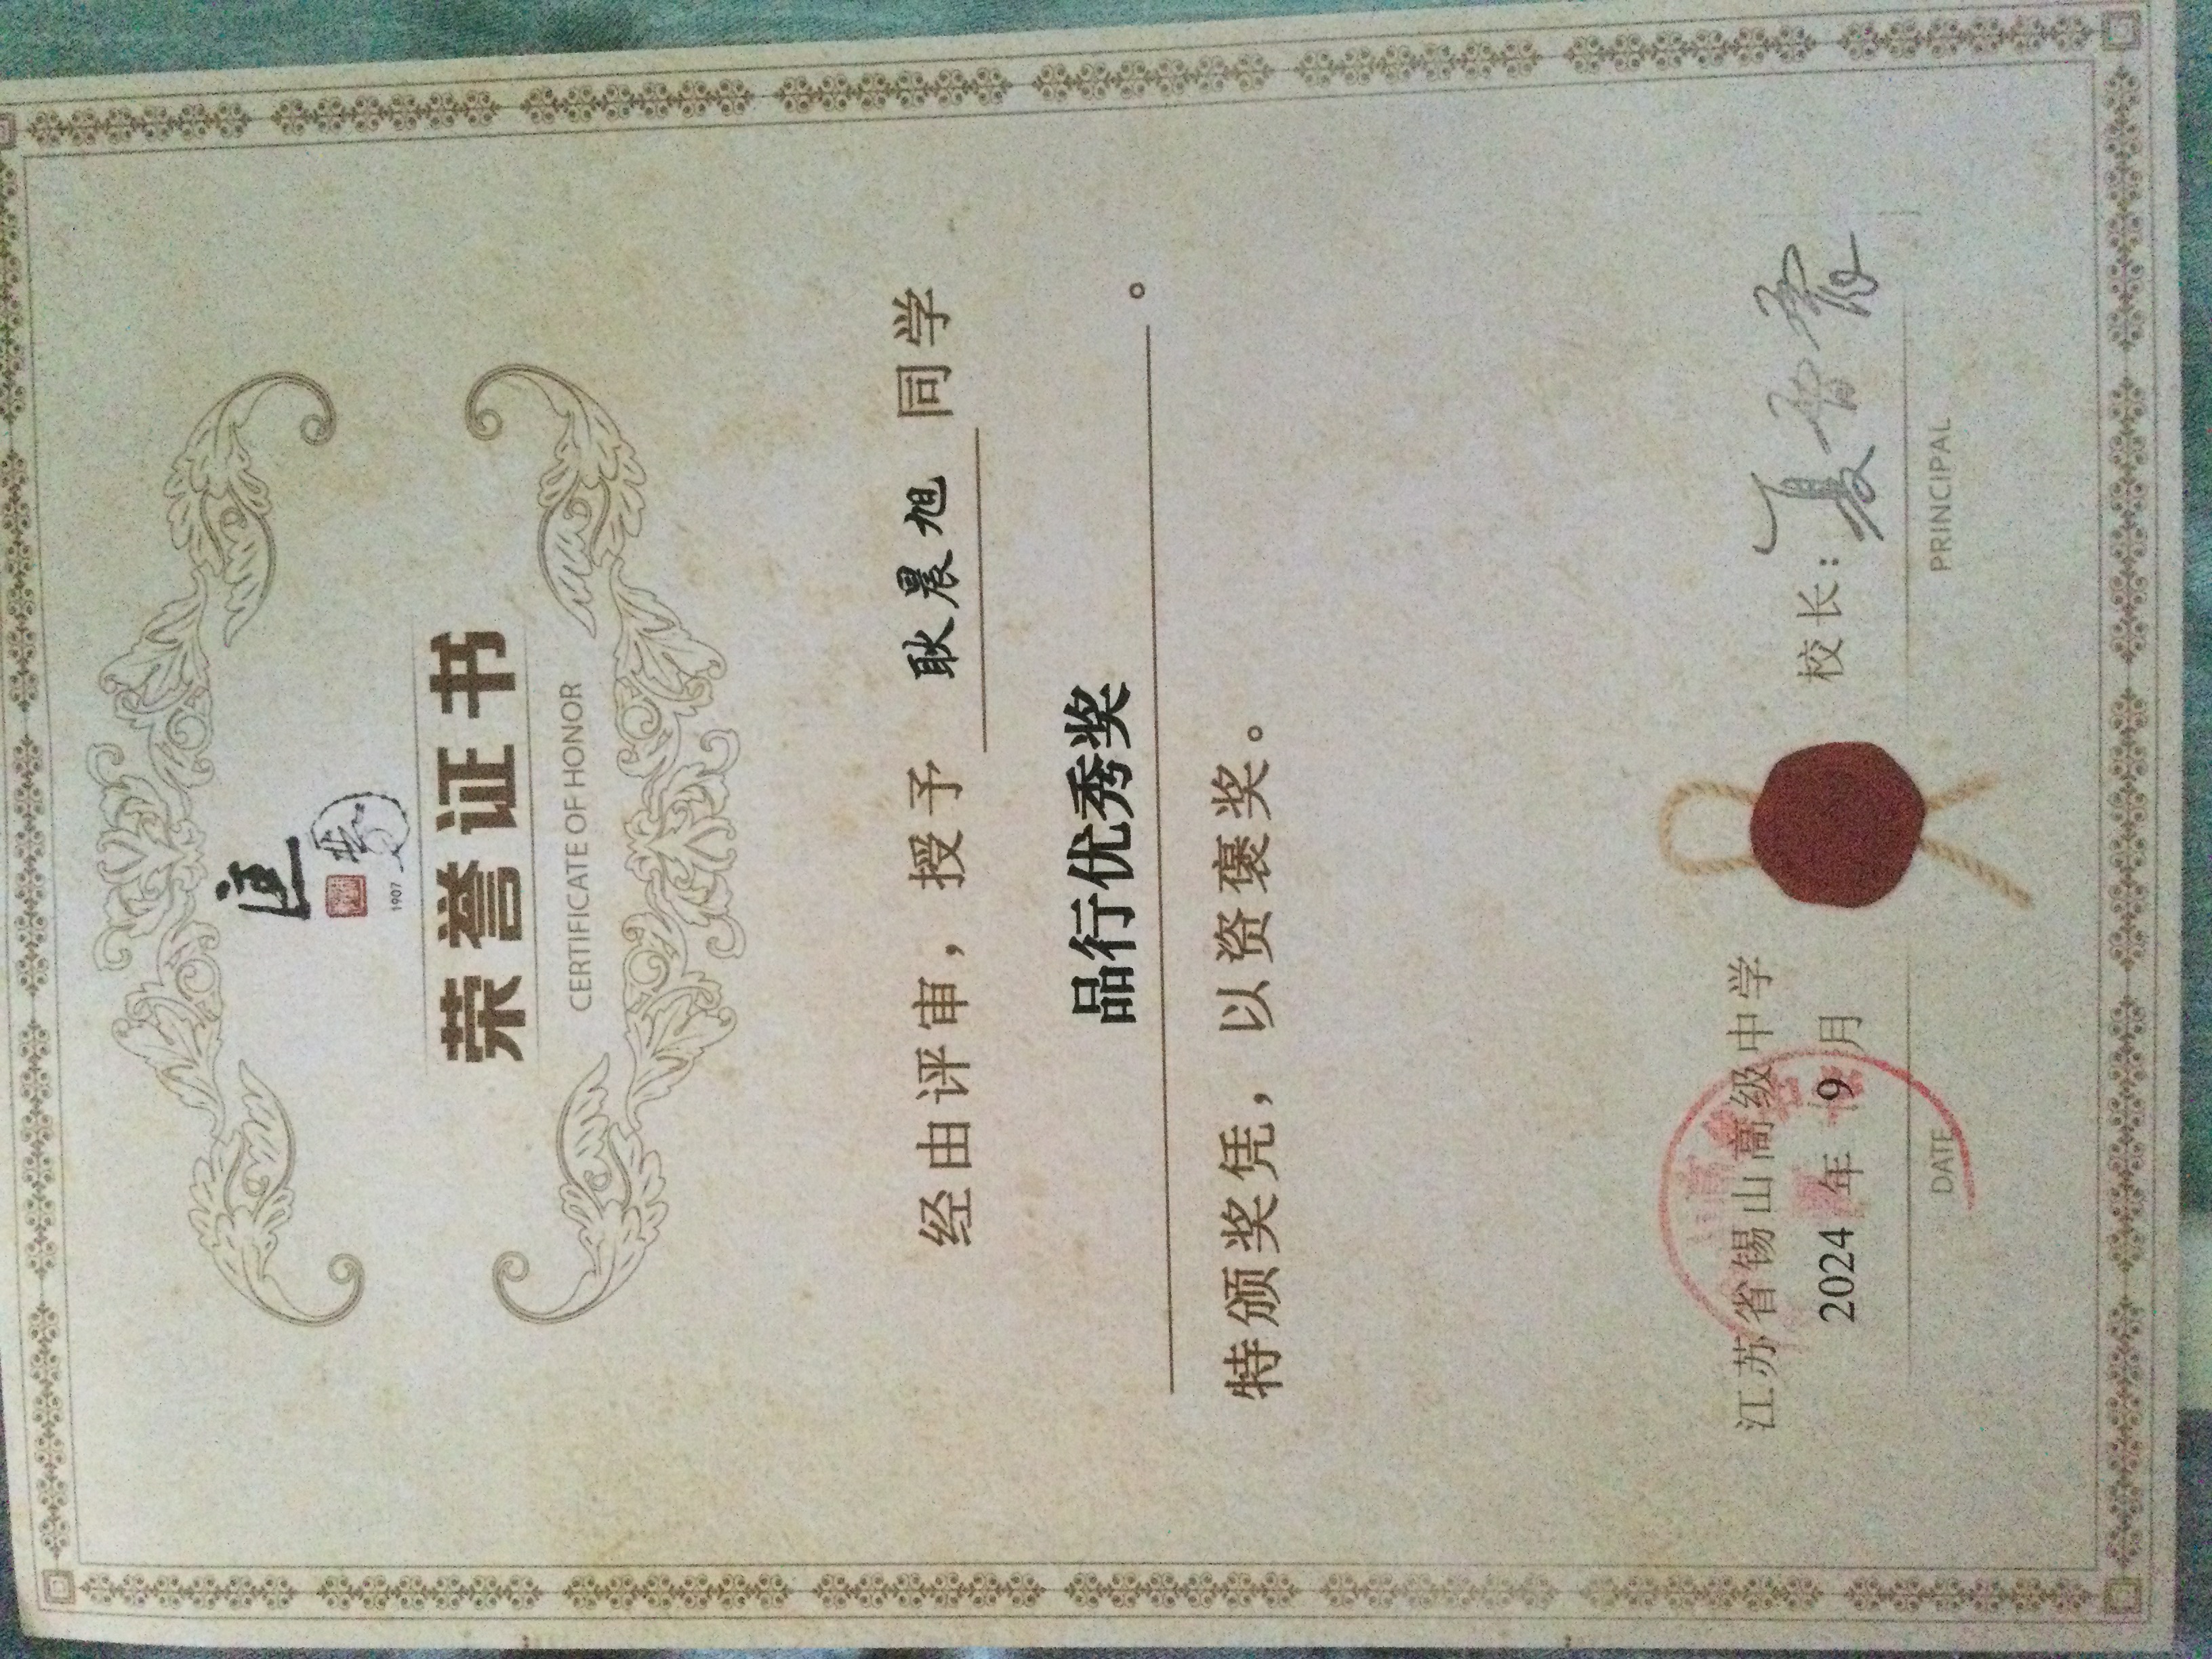 匡
1907
荣誉证书
CERTIFICATE OF HONOR
经由评审，授予 耿晨旭 同学
品行优秀奖。
特颁奖凭，以资褒奖。
江苏省锡山高级中学
2024 年 9 月
DATE
校长：
PRINCIPAL